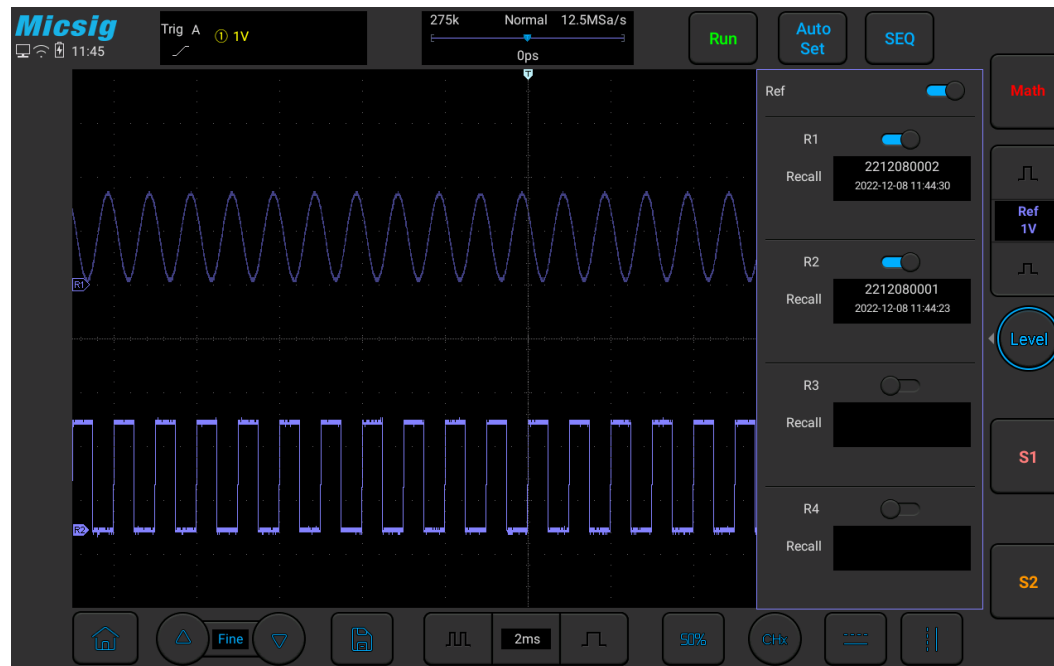 Micsig
11:45
Trig A ① 1V
275k Normal 12.5MSa/s
0ps
Run
Auto
Set
SEQ
T
Ref
Math
R1
Recall
2212080002
2022-12-08 11:44:30
Ref
1V
R2
Recall
2212080001
2022-12-08 11:44:23
R1
Level
R3
Recall
S1
R4
R2
Recall
S2
Fine
2ms
50%
CHx